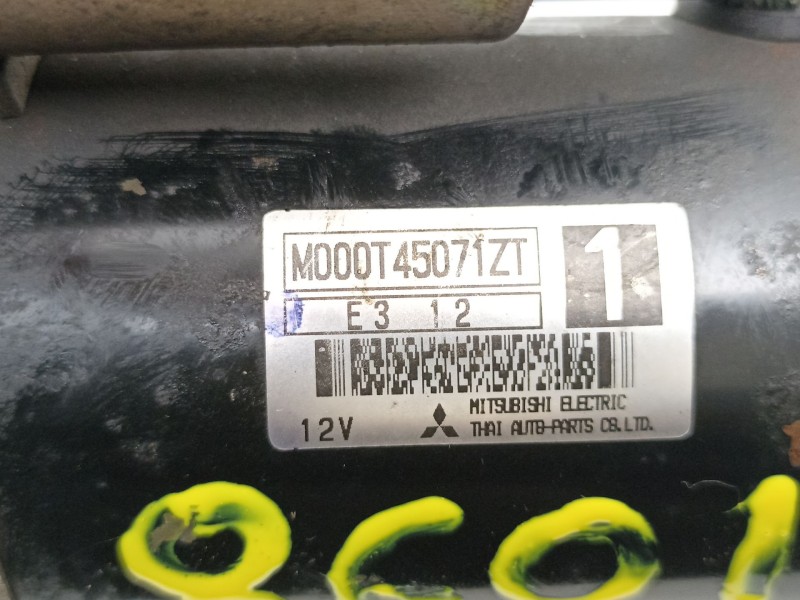 M000T45071ZT
1
E3 12
12V
MITSUBISHI ELECTRIC
THAI AUTO-PARTS CO.LTD.